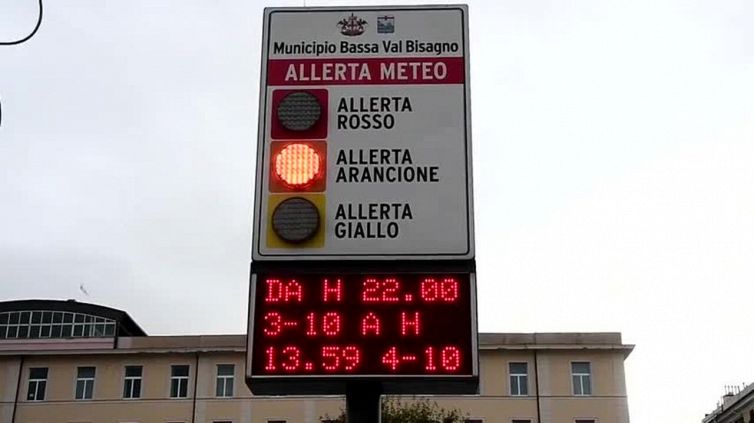 Municipio Bassa Val Bisagno
ALLERTA METEO
ALLERTA
ROSSO
ALLERTA
ARANCIONE
ALLERTA
GIALLO
DA H 22.00
3-10 A H
13.59 4-10